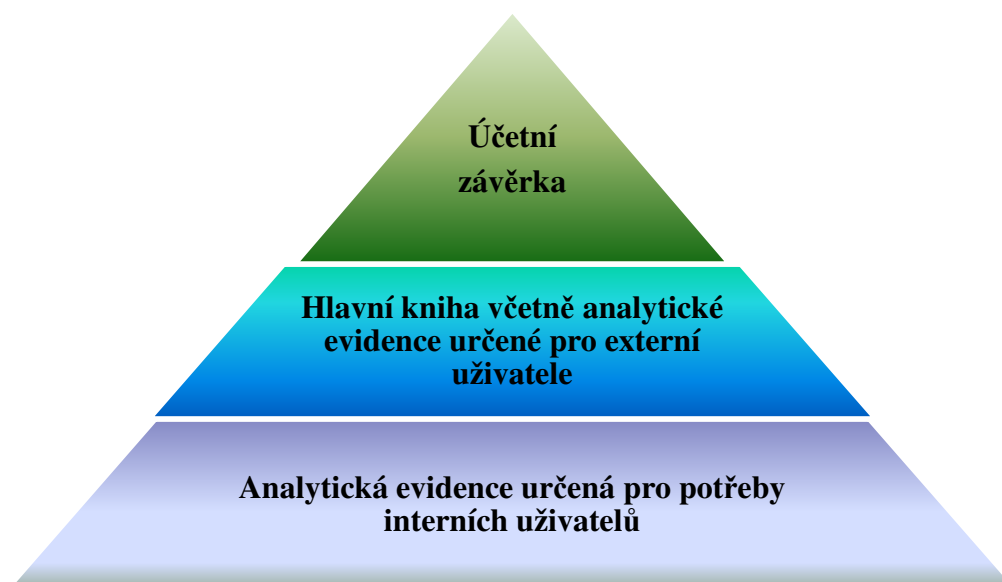 Účetní
závěrka
Hlavní kniha včetně analytické
evidence určené pro externí
uživatele
Analytická evidence určená pro potřeby
interních uživatelů